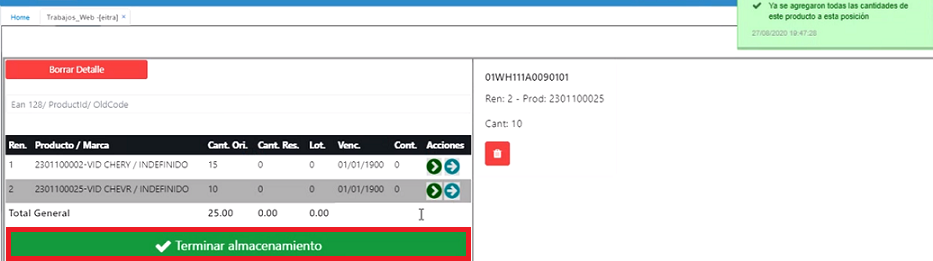 Home Trabajos_Web -[eitra] ×
Ya se agregaron todas las cantidades de
este producto a esta posición
27/08/2020 19:47:28
Borrar Detalle
Ean 128/ ProductId/ OldCode
Ren. Producto / Marca Cant. Ori. Cant. Res. Lot. Venc. Cont. Acciones
1 2301100002-VID CHERY / INDEFINIDO 15 0 0 01/01/1900 0
2 2301100025-VID CHEVR / INDEFINIDO 10 0 0 01/01/1900 0
Total General 25.00 0.00 0.00
Terminar almacenamiento
01WH111A0090101
Ren: 2 - Prod: 2301100025
Cant: 10